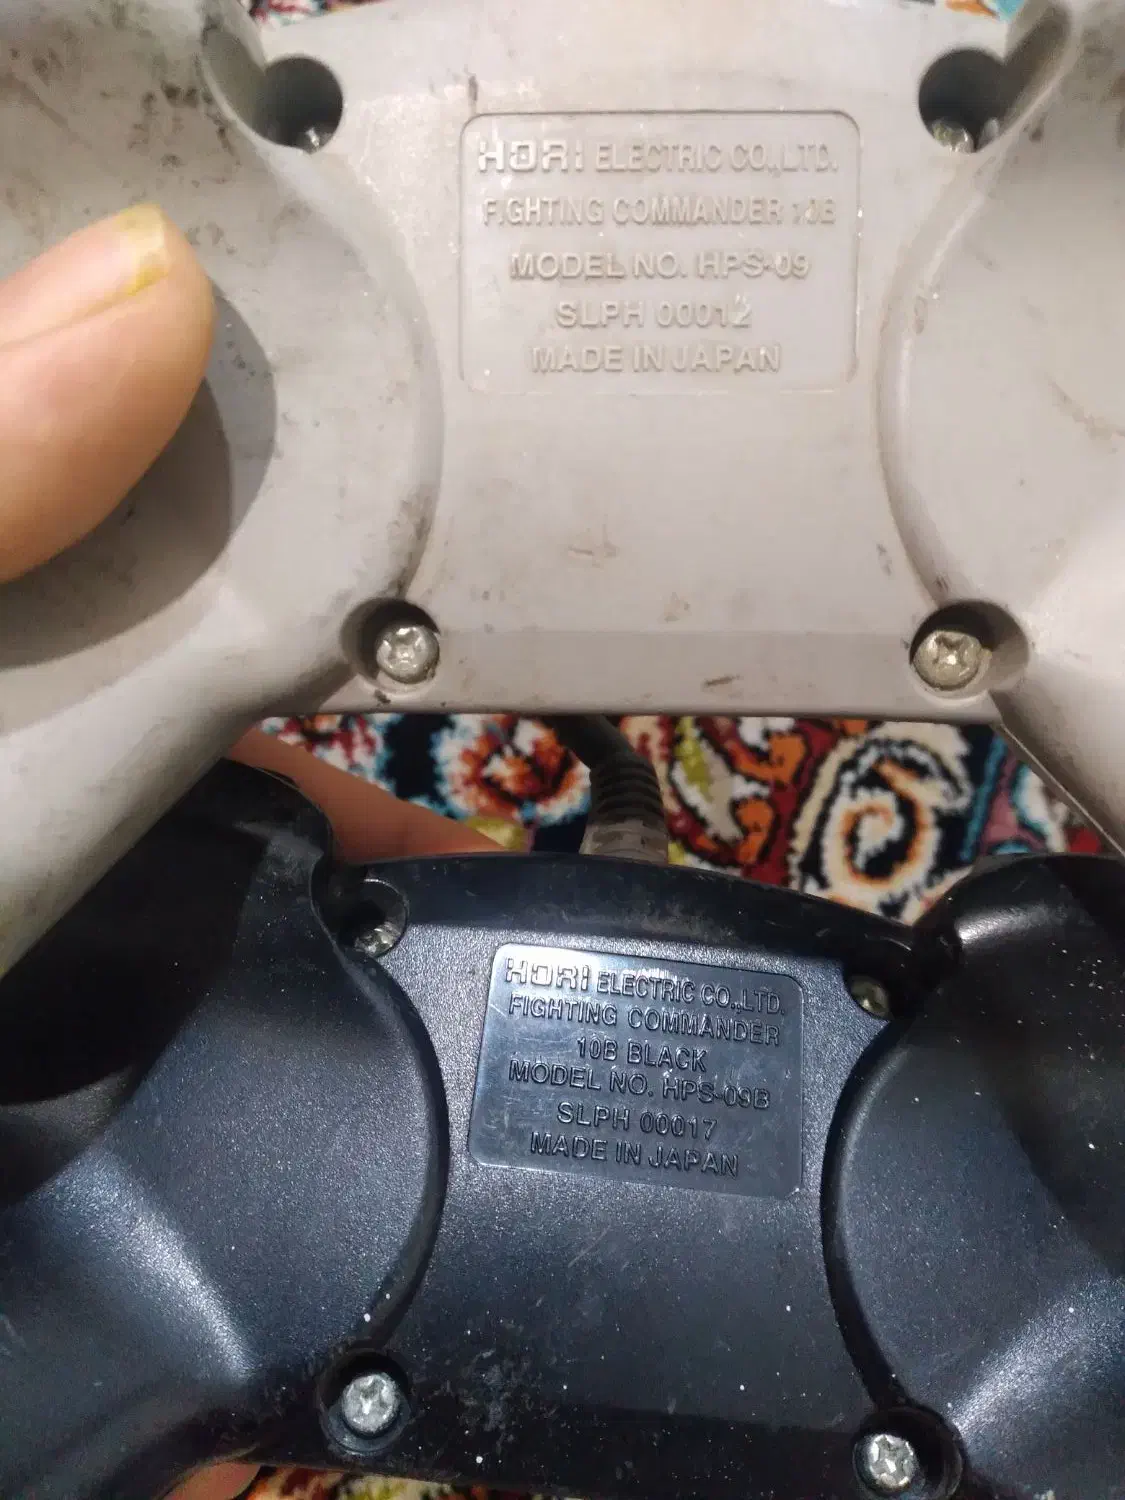 HORI ELECTRIC CO.,LTD.
FIGHTING COMMANDER 10B
MODEL NO. HPS-09
SLPH 00012
MADE IN JAPAN
HORI ELECTRIC CO.,LTD.
FIGHTING COMMANDER
10B BLACK
MODEL NO. HPS-09B
SLPH 00017
MADE IN JAPAN